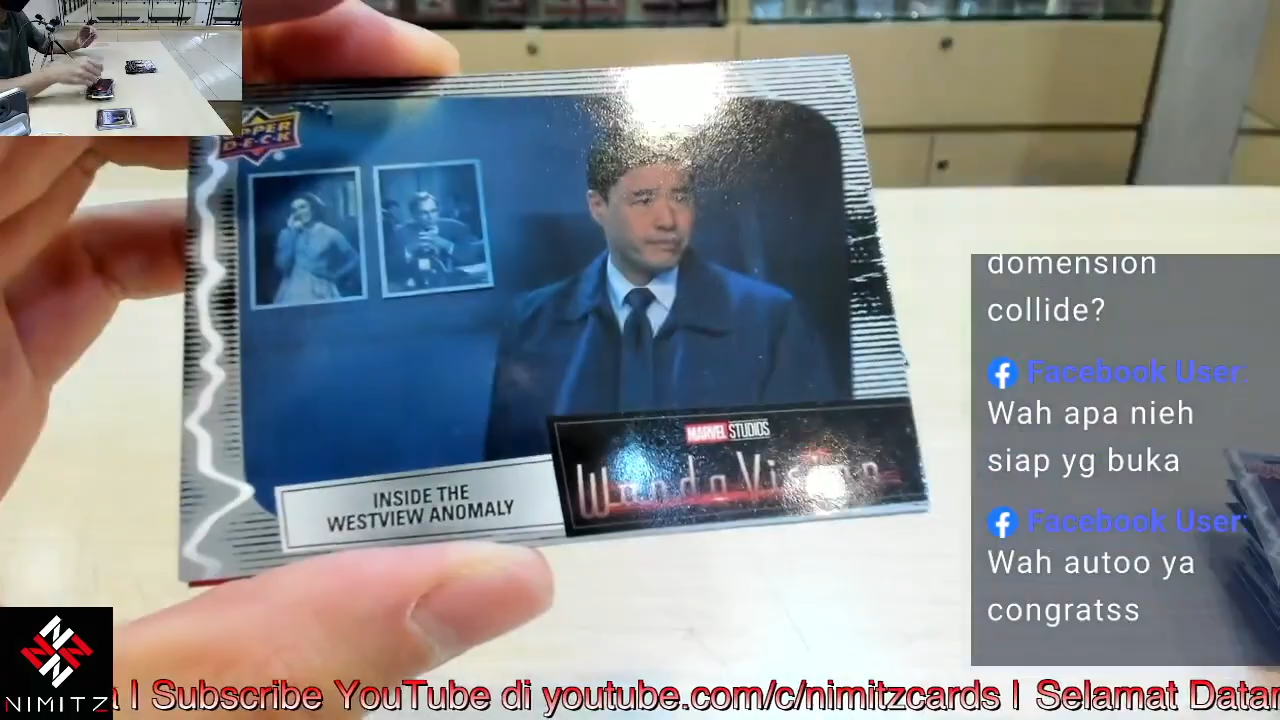 UPPER
DECK
MARVEL STUDIOS
WandaVision
INSIDE THE
WESTVIEW ANOMALY
domension
collide?
Facebook User:
Wah apa nieh
siap yg buka
Facebook User:
Wah autoo ya
congratss
NIMITZ
a | Subscribe YouTube di youtube.com/c/nimitzcards | Selamat Datan